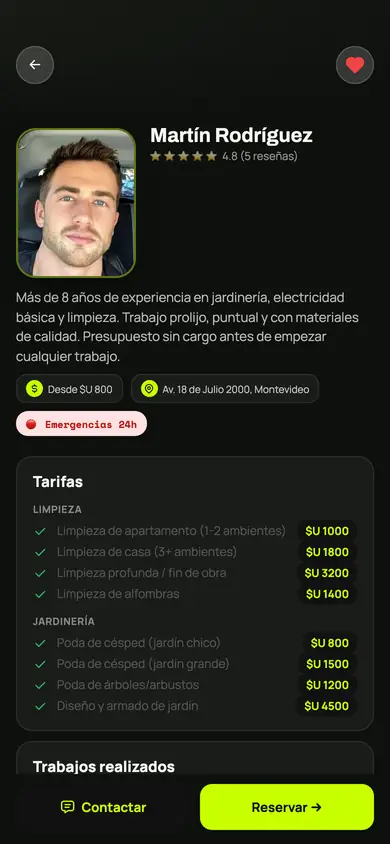 Martín Rodríguez
4.8 (5 reseñas)
Más de 8 años de experiencia en jardinería, electricidad
básica y limpieza. Trabajo prolijo, puntual y con materiales
de calidad. Presupuesto sin cargo antes de empezar
cualquier trabajo.
$ Desde $U 800
Av. 18 de Julio 2000, Montevideo
Emergencias 24h
Tarifas
LIMPIEZA
Limpieza de apartamento (1-2 ambientes) $U 1000
Limpieza de casa (3+ ambientes) $U 1800
Limpieza profunda / fin de obra $U 3200
Limpieza de alfombras $U 1400
JARDINERÍA
Poda de césped (jardín chico) $U 800
Poda de césped (jardín grande) $U 1500
Poda de árboles/arbustos $U 1200
Diseño y armado de jardín $U 4500
Trabajos realizados
Contactar
Reservar →